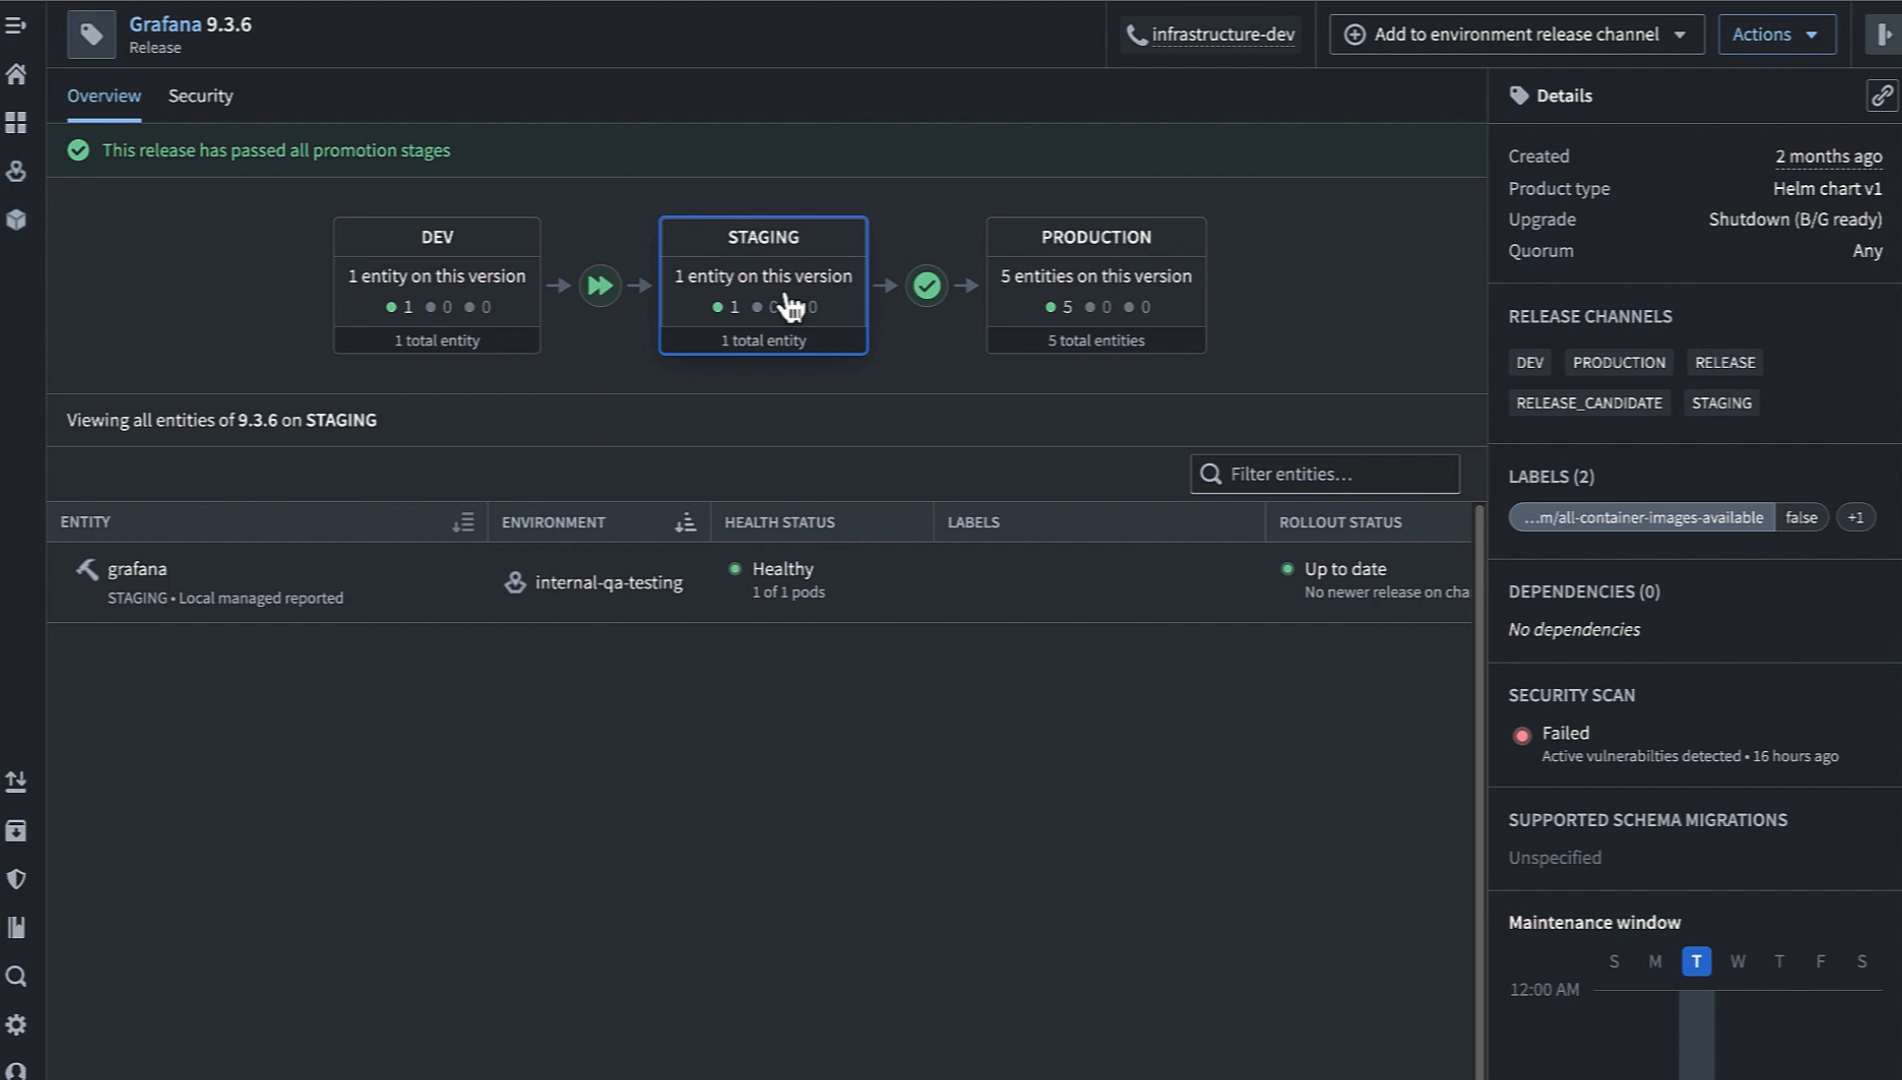 Grafana 9.3.6
Release
infrastructure-dev
Add to environment release channel
Actions
Overview
Security
This release has passed all promotion stages
DEV
1 entity on this version
1 0 0
1 total entity
STAGING
1 entity on this version
1 0
1 total entity
PRODUCTION
5 entities on this version
5 0 0
5 total entities
Viewing all entities of 9.3.6 on STAGING
Filter entities...
ENTITY
ENVIRONMENT
HEALTH STATUS
LABELS
ROLLOUT STATUS
grafana
STAGING • Local managed reported
internal-qa-testing
Healthy
1 of 1 pods
Up to date
No newer release on cha
Details
Created 2 months ago
Product type Helm chart v1
Upgrade Shutdown (B/G ready)
Quorum Any
RELEASE CHANNELS
DEV PRODUCTION RELEASE
RELEASE_CANDIDATE STAGING
LABELS (2)
...m/all-container-images-available false +1
DEPENDENCIES (0)
No dependencies
SECURITY SCAN
Failed
Active vulnerabilties detected • 16 hours ago
SUPPORTED SCHEMA MIGRATIONS
Unspecified
Maintenance window
S M T W T F S
12:00 AM